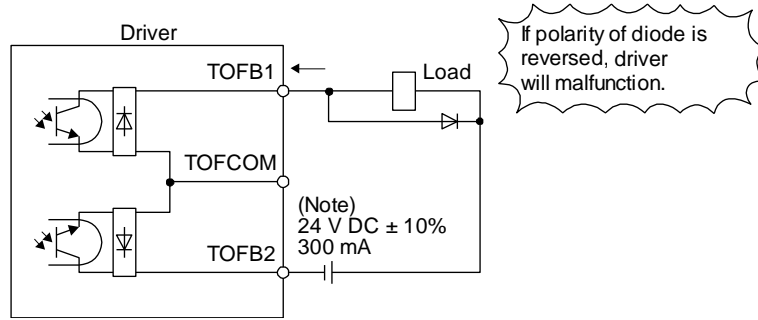 Driver
If polarity of diode is
reversed, driver
will malfunction.
TOFB1
Load
TOFCOM
(Note)
24 V DC ± 10%
300 mA
TOFB2